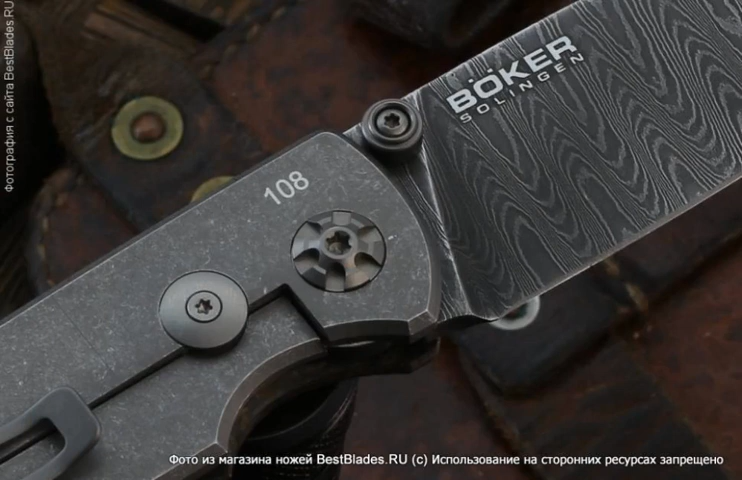 Фотография с сайта BestBlades.RU
BÖKER
SOLINGEN
108
Фото из магазина ножей BestBlades.RU (с) Использование на сторонних ресурсах запрещено